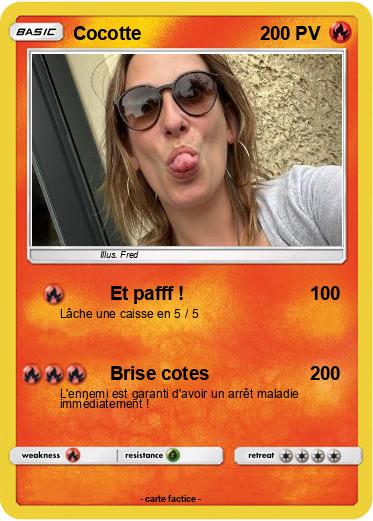 BASIC Cocotte 200 PV
Illus. Fred
Et pafff ! 100
Lâche une caisse en 5 / 5
Brise cotes 200
L'ennemi est garanti d'avoir un arrêt maladie
immédiatement !
weakness resistance retreat
- carte factice -